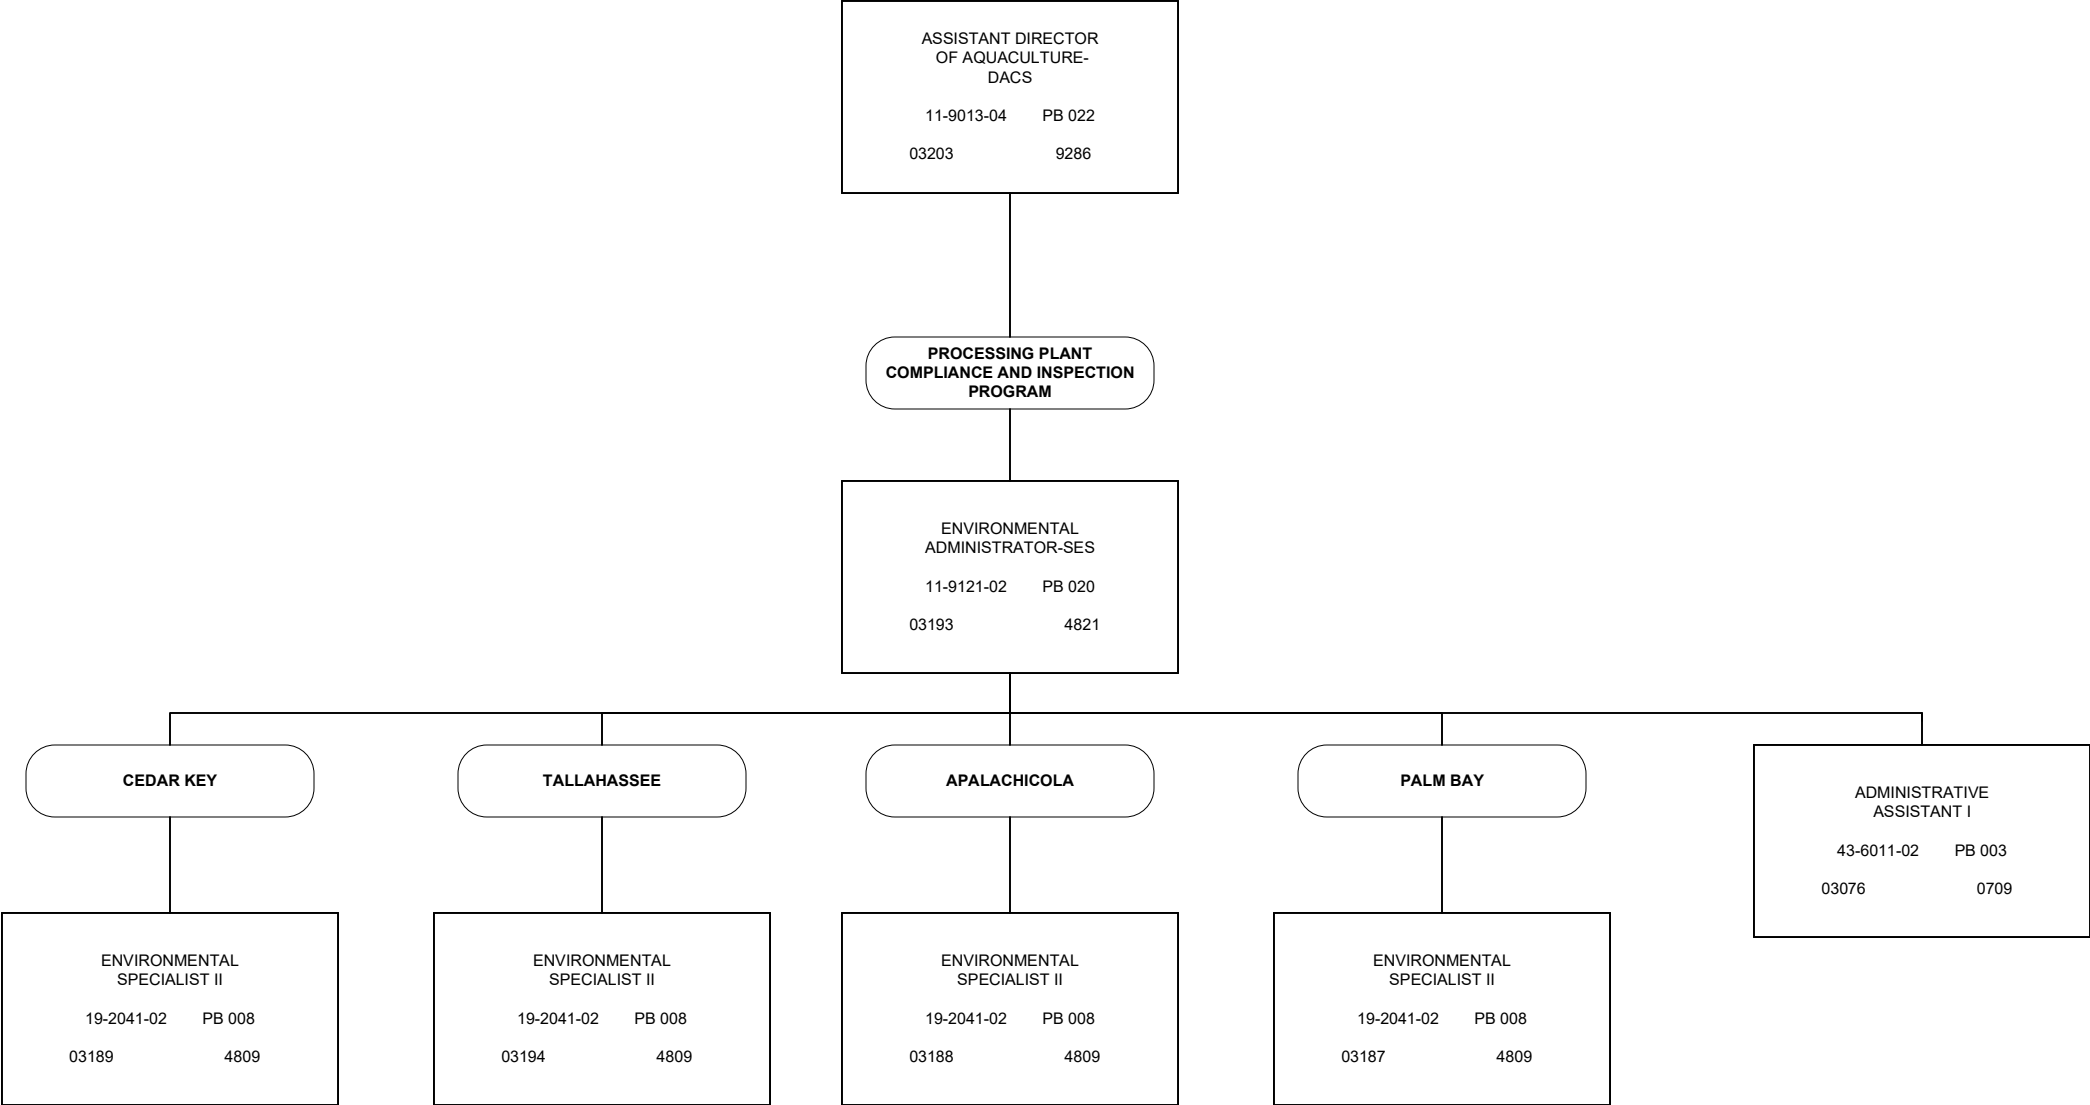 ASSISTANT DIRECTOR
OF AQUACULTURE-
DACS
11-9013-04 PB 022
03203 9286
PROCESSING PLANT
COMPLIANCE AND INSPECTION
PROGRAM
ENVIRONMENTAL
ADMINISTRATOR-SES
11-9121-02 PB 020
03193 4821
CEDAR KEY
TALLAHASSEE
APALACHICOLA
PALM BAY
ADMINISTRATIVE
ASSISTANT I
43-6011-02 PB 003
03076 0709
ENVIRONMENTAL
SPECIALIST II
19-2041-02 PB 008
03189 4809
ENVIRONMENTAL
SPECIALIST II
19-2041-02 PB 008
03194 4809
ENVIRONMENTAL
SPECIALIST II
19-2041-02 PB 008
03188 4809
ENVIRONMENTAL
SPECIALIST II
19-2041-02 PB 008
03187 4809